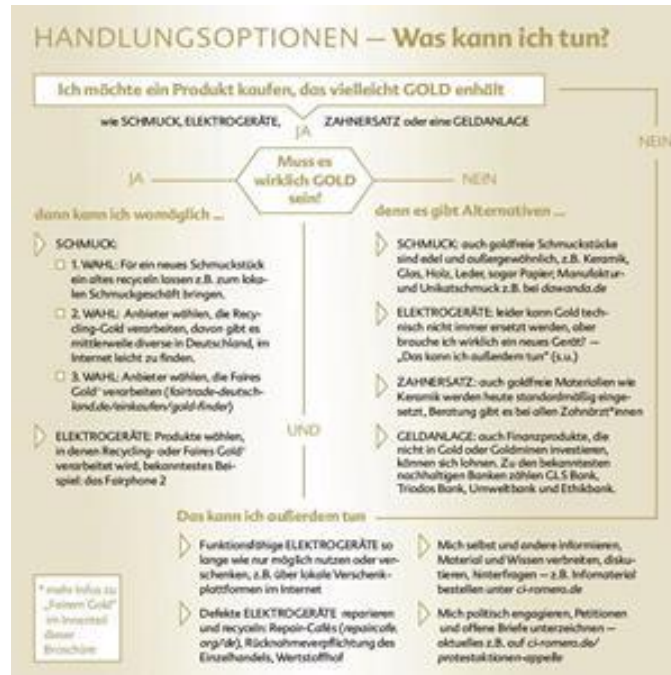 HANDLUNGSOPTIONEN – Was kann ich tun?
Ich möchte ein Produkt kaufen, das vielleicht GOLD enhält
wie SCHMUCK, ELEKTROGERÄTE,
ZAHNERSATZ oder eine GELDANLAGE
JA
NEIN
Muss es
wirklich GOLD
sein?
JA
dann kann ich womöglich ...
SCHMUCK:
1. WAHL: Für ein neues Schmuckstück
ein altes recyceln lassen z.B. zum loka-
len Schmuckgeschäft bringen.
2. WAHL: Anbieter wählen, die Recy-
cling-Gold verarbeiten, davon gibt es
mittlerweile diverse in Deutschland, im
Internet leicht zu finden.
3. WAHL: Anbieter wählen, die Faires
Gold* verarbeiten (fairtrade-deutsch-
land.de/einkaufen/gold-finder)
ELEKTROGERÄTE: Produkte wählen,
in denen Recycling- oder Faires Gold*
verarbeitet wird, bekanntestes Bei-
spiel: das Fairphone 2
NEIN
denn es gibt Alternativen ...
SCHMUCK: auch goldfreie Schmuckstücke
sind edel und außergewöhnlich, z.B. Keramik,
Glas, Holz, Leder, sogar Papier; Manufaktur-
und Unikatschmuck z.B. bei dawanda.de
ELEKTROGERÄTE: leider kann Gold tech-
nisch nicht immer ersetzt werden, aber
brauche ich wirklich ein neues Gerät? –
„Das kann ich außerdem tun“ (s.u.)
ZAHNERSATZ: auch goldfreie Materialien wie
Keramik werden heute standardmäßig einge-
setzt, Beratung gibt es bei allen Zahnärzt*innen
GELDANLAGE: auch Finanzprodukte, die
nicht in Gold oder Goldminen investieren,
können sich lohnen. Zu den bekanntesten
nachhaltigen Banken zählen GLS Bank,
Triodos Bank, Umweltbank und Ethikbank.
UND
Das kann ich außerdem tun
Funktionsfähige ELEKTROGERÄTE so
lange wie nur möglich nutzen oder ver-
schenken, z.B. über lokale Verschenk-
plattformen im Internet
Defekte ELEKTROGERÄTE reparieren
und recyceln: Repair-Cafés (repaircafe.
org/de), Rücknahmeverpflichtung des
Einzelhandels, Wertstoffhof
Mich selbst und andere informieren,
Material und Wissen verbreiten, disku-
tieren, hinterfragen – z.B. Infomaterial
bestellen unter ci-romero.de
Mich politisch engagieren, Petitionen
und offene Briefe unterzeichnen –
aktuelles z.B. auf ci-romero.de/
protestaktionen-appelle
* mehr Infos zu
„Fairem Gold“
im Innenteil
dieser
Broschüre